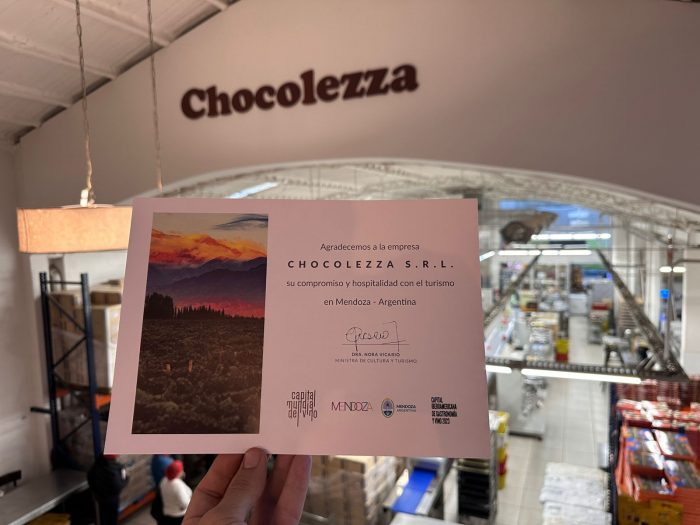 Chocolezza
Agradecemos a la empresa
CHOCOLEZZA S.R.L.
su compromiso y hospitalidad con el turismo
en Mendoza - Argentina
DRA. NORA VICARIO
MINISTRA DE CULTURA Y TURISMO
capital
mundial
del vino
MENDOZA
MENDOZA
ARGENTINA
CAPITAL
IBEROAMERICANA
DE GASTRONOMÍA
Y VINO 2023